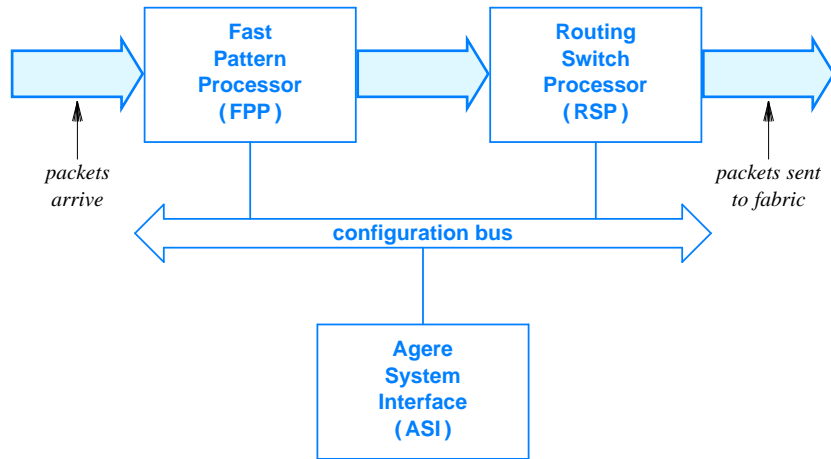 Fast
Pattern
Processor
(FPP)
Routing
Switch
Processor
(RSP)
packets
arrive
packets sent
to fabric
configuration bus
Agere
System
Interface
(ASI)